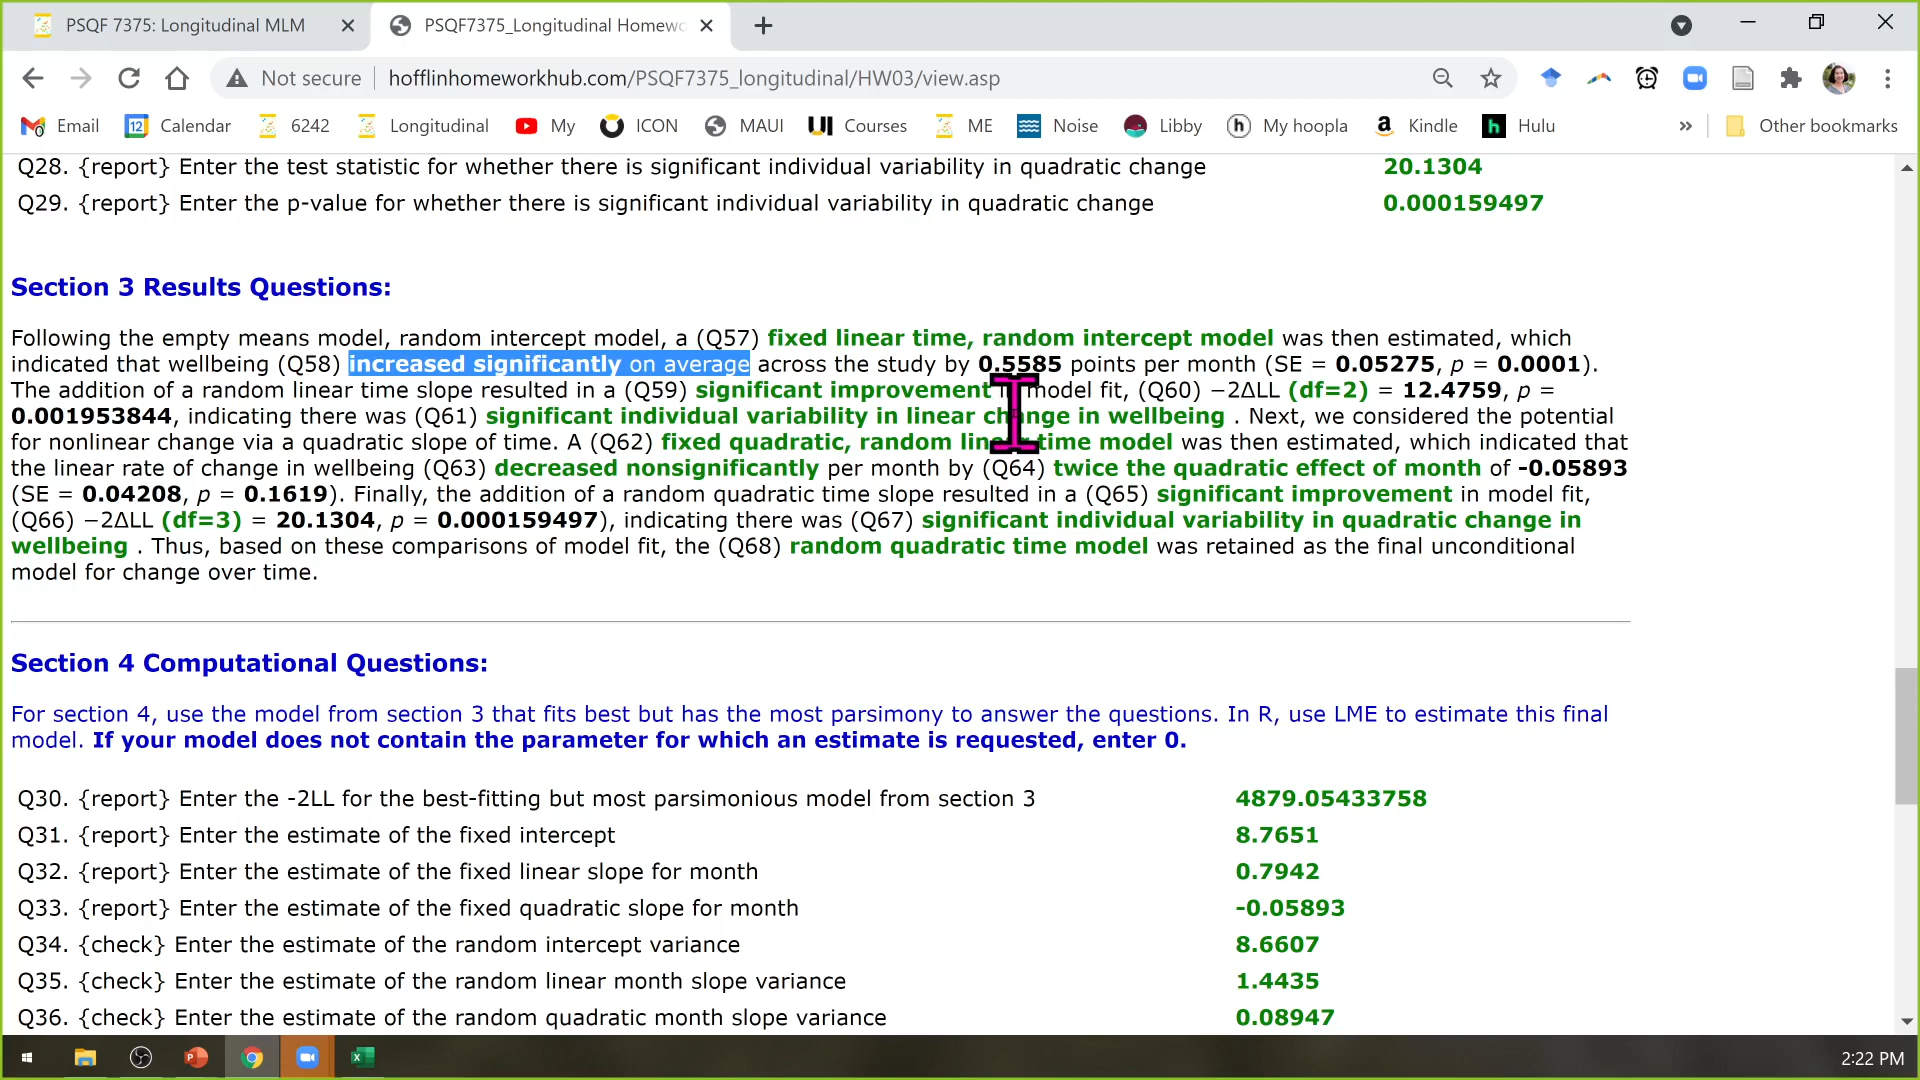 PSQF 7375: Longitudinal MLM
PSQF7375_Longitudinal Homewo
Not secure
hofflinhomeworkhub.com/PSQF7375_longitudinal/HW03/view.asp
Email
12 Calendar
6242
Longitudinal
My
ICON
MAUI
UI Courses
ME
Noise
Libby
h My hoopla
a Kindle
h Hulu
»
Other bookmarks
Q28. {report} Enter the test statistic for whether there is significant individual variability in quadratic change 20.1304
Q29. {report} Enter the p-value for whether there is significant individual variability in quadratic change 0.000159497
Section 3 Results Questions:
Following the empty means model, random intercept model, a (Q57) fixed linear time, random intercept model was then estimated, which
indicated that wellbeing (Q58) increased significantly on average across the study by 0.5585 points per month (SE = 0.05275, p = 0.0001).
The addition of a random linear time slope resulted in a (Q59) significant improvement in model fit, (Q60) −2ΔLL (df=2) = 12.4759, p =
0.001953844, indicating there was (Q61) significant individual variability in linear change in wellbeing . Next, we considered the potential
for nonlinear change via a quadratic slope of time. A (Q62) fixed quadratic, random linear time model was then estimated, which indicated that
the linear rate of change in wellbeing (Q63) decreased nonsignificantly per month by (Q64) twice the quadratic effect of month of -0.05893
(SE = 0.04208, p = 0.1619). Finally, the addition of a random quadratic time slope resulted in a (Q65) significant improvement in model fit,
(Q66) −2ΔLL (df=3) = 20.1304, p = 0.000159497), indicating there was (Q67) significant individual variability in quadratic change in
wellbeing . Thus, based on these comparisons of model fit, the (Q68) random quadratic time model was retained as the final unconditional
model for change over time.
Section 4 Computational Questions:
For section 4, use the model from section 3 that fits best but has the most parsimony to answer the questions. In R, use LME to estimate this final
model. If your model does not contain the parameter for which an estimate is requested, enter 0.
Q30. {report} Enter the -2LL for the best-fitting but most parsimonious model from section 3 4879.05433758
Q31. {report} Enter the estimate of the fixed intercept 8.7651
Q32. {report} Enter the estimate of the fixed linear slope for month 0.7942
Q33. {report} Enter the estimate of the fixed quadratic slope for month -0.05893
Q34. {check} Enter the estimate of the random intercept variance 8.6607
Q35. {check} Enter the estimate of the random linear month slope variance 1.4435
Q36. {check} Enter the estimate of the random quadratic month slope variance 0.08947
2:22 PM